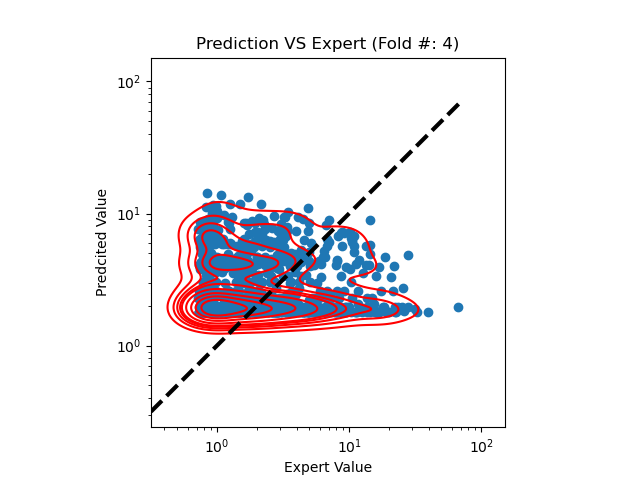 Prediction VS Expert (Fold #: 4)
10²
10¹
10⁰
Predcited Value
10⁰ 10¹ 10²
Expert Value